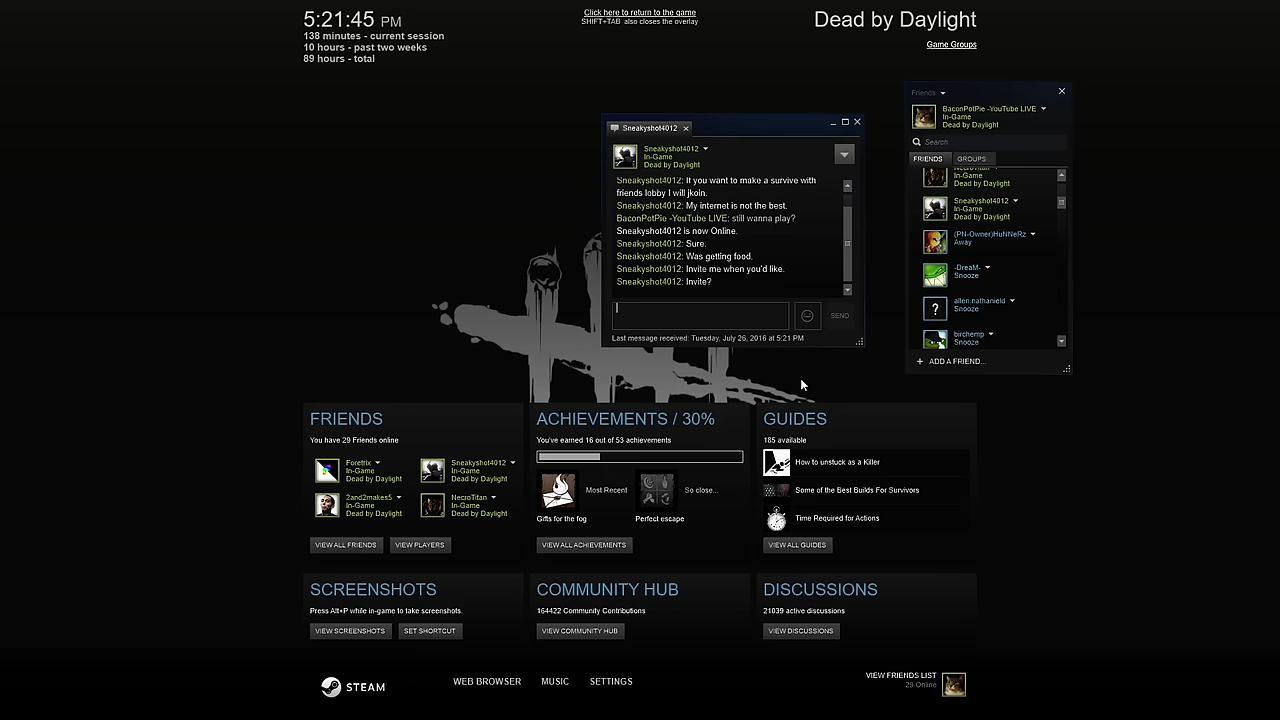 5:21:45 PM
138 minutes - current session
10 hours - past two weeks
89 hours - total
Click here to return to the game
SHIFT+TAB also closes the overlay
Dead by Daylight
Game Groups
Sneakyshot4012
Sneakyshot4012
In-Game
Dead by Daylight
Sneakyshot4012: If you want to make a survive with
friends lobby I will jkoin.
Sneakyshot4012: My internet is not the best.
BaconPotPie -YouTube LIVE: still wanna play?
Sneakyshot4012 is now Online.
Sneakyshot4012: Sure.
Sneakyshot4012: Was getting food.
Sneakyshot4012: Invite me when you'd like.
Sneakyshot4012: Invite?
SEND
Last message received: Tuesday, July 26, 2016 at 5:21 PM
Friends
BaconPotPie -YouTube LIVE
In-Game
Dead by Daylight
Search
FRIENDS GROUPS
NecroTitan
In-Game
Dead by Daylight
Sneakyshot4012
In-Game
Dead by Daylight
(PN-Owner)HuNNeRz
Away
-DreaM-
Snooze
?
allen.nathanield
Snooze
birchemp
Snooze
+ ADD A FRIEND...
FRIENDS
You have 29 Friends online
Foretrix
In-Game
Dead by Daylight
Sneakyshot4012
In-Game
Dead by Daylight
2and2makes5
In-Game
Dead by Daylight
NecroTitan
In-Game
Dead by Daylight
VIEW ALL FRIENDS VIEW PLAYERS
ACHIEVEMENTS / 30%
You've earned 16 out of 53 achievements
Most Recent
So close...
Gifts for the fog
Perfect escape
VIEW ALL ACHIEVEMENTS
GUIDES
185 available
How to unstuck as a Killer
Some of the Best Builds For Survivors
Time Required for Actions
VIEW ALL GUIDES
SCREENSHOTS
Press Alt+P while in-game to take screenshots.
VIEW SCREENSHOTS SET SHORTCUT
COMMUNITY HUB
164422 Community Contributions
VIEW COMMUNITY HUB
DISCUSSIONS
21039 active discussions
VIEW DISCUSSIONS
STEAM
WEB BROWSER MUSIC SETTINGS
VIEW FRIENDS LIST
29 Online